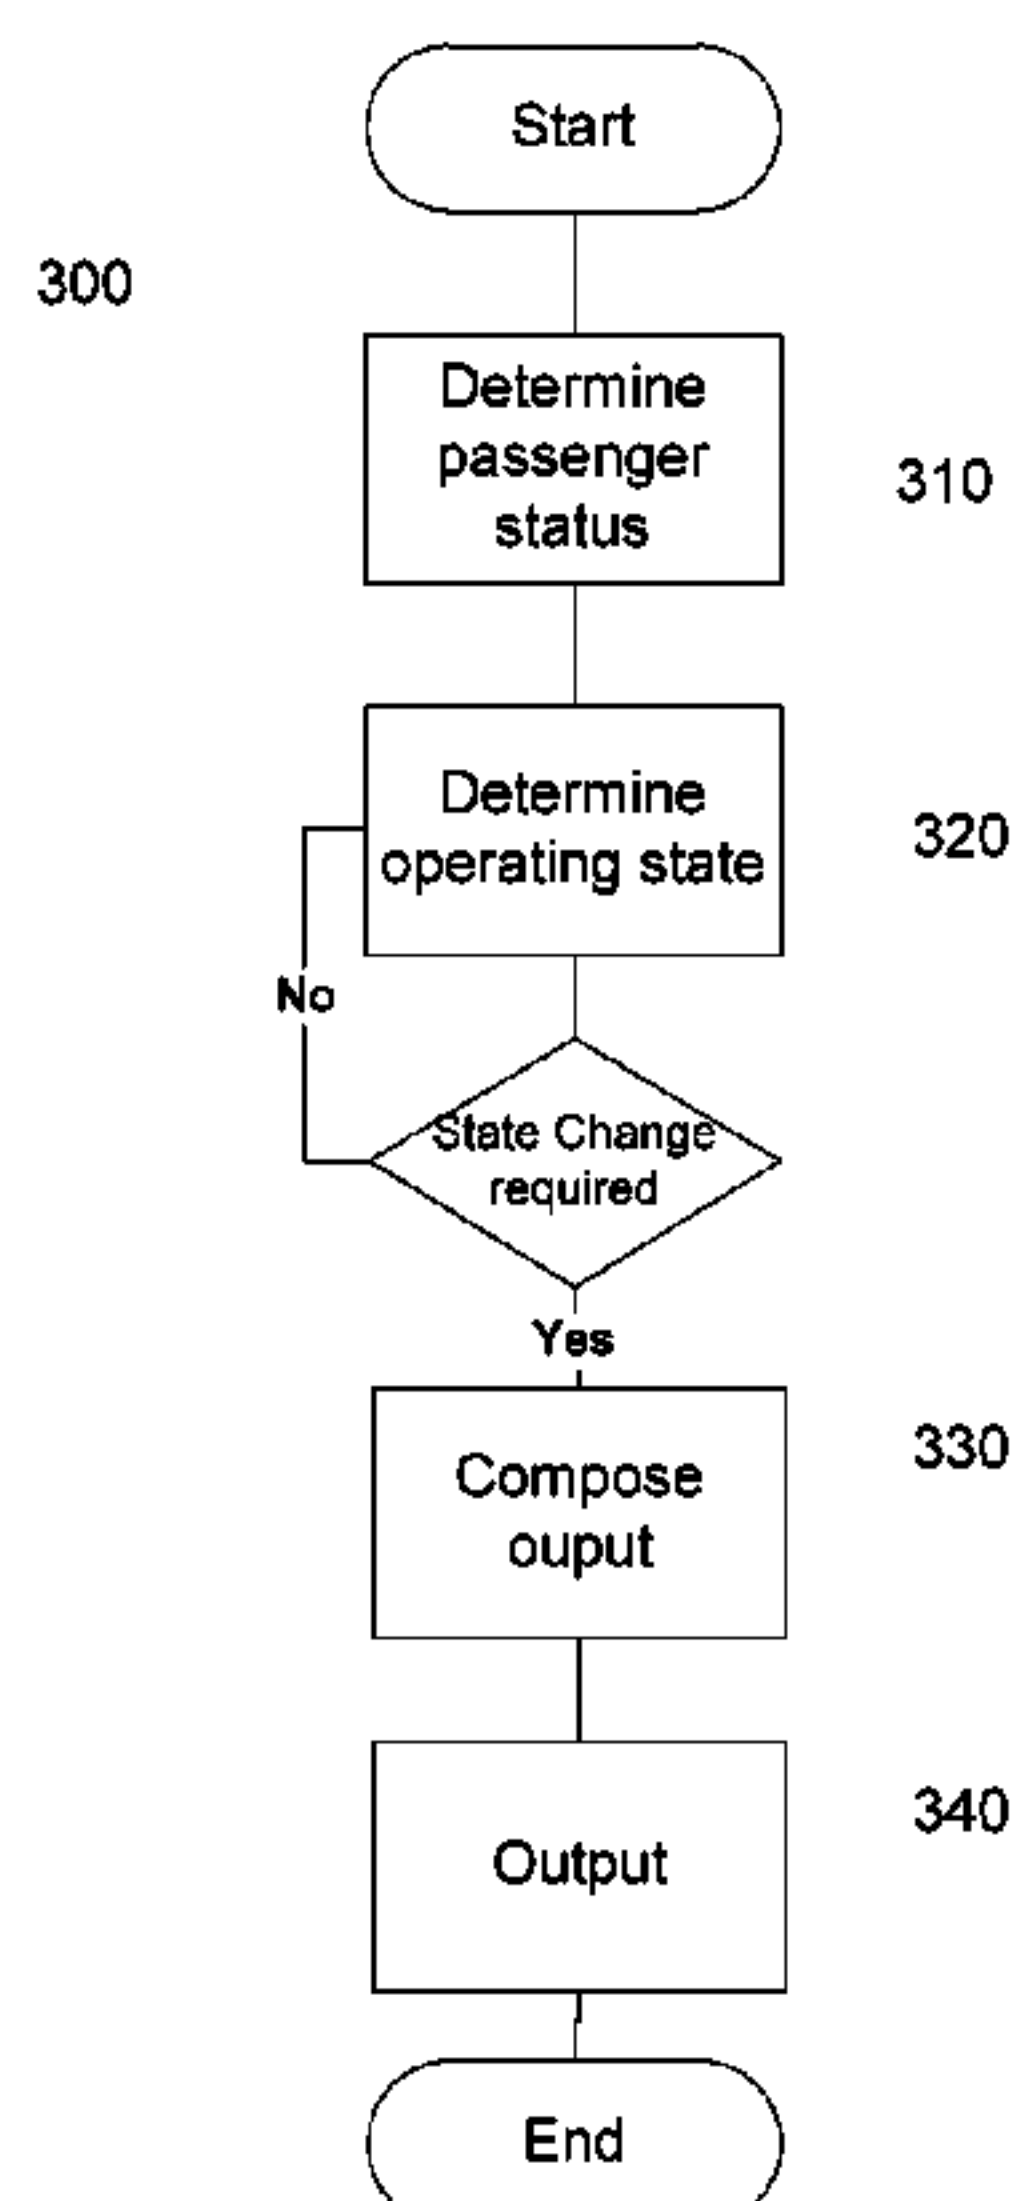 Start
300
Determine
passenger
status
310
Determine
operating state
320
No
State Change
required
Yes
Compose
ouput
330
Output
340
End